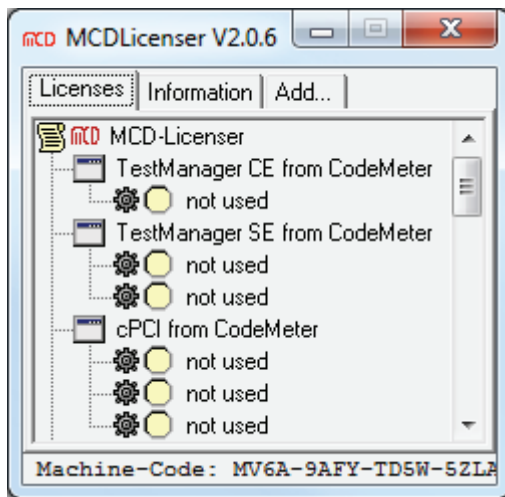 mCD MCDLicenser V2.0.6
Licenses Information Add...
mCD MCD-Licenser
TestManager CE from CodeMeter
not used
TestManager SE from CodeMeter
not used
not used
cPCI from CodeMeter
not used
not used
not used
Machine-Code: MV6A-9AFY-TD5W-5ZLA